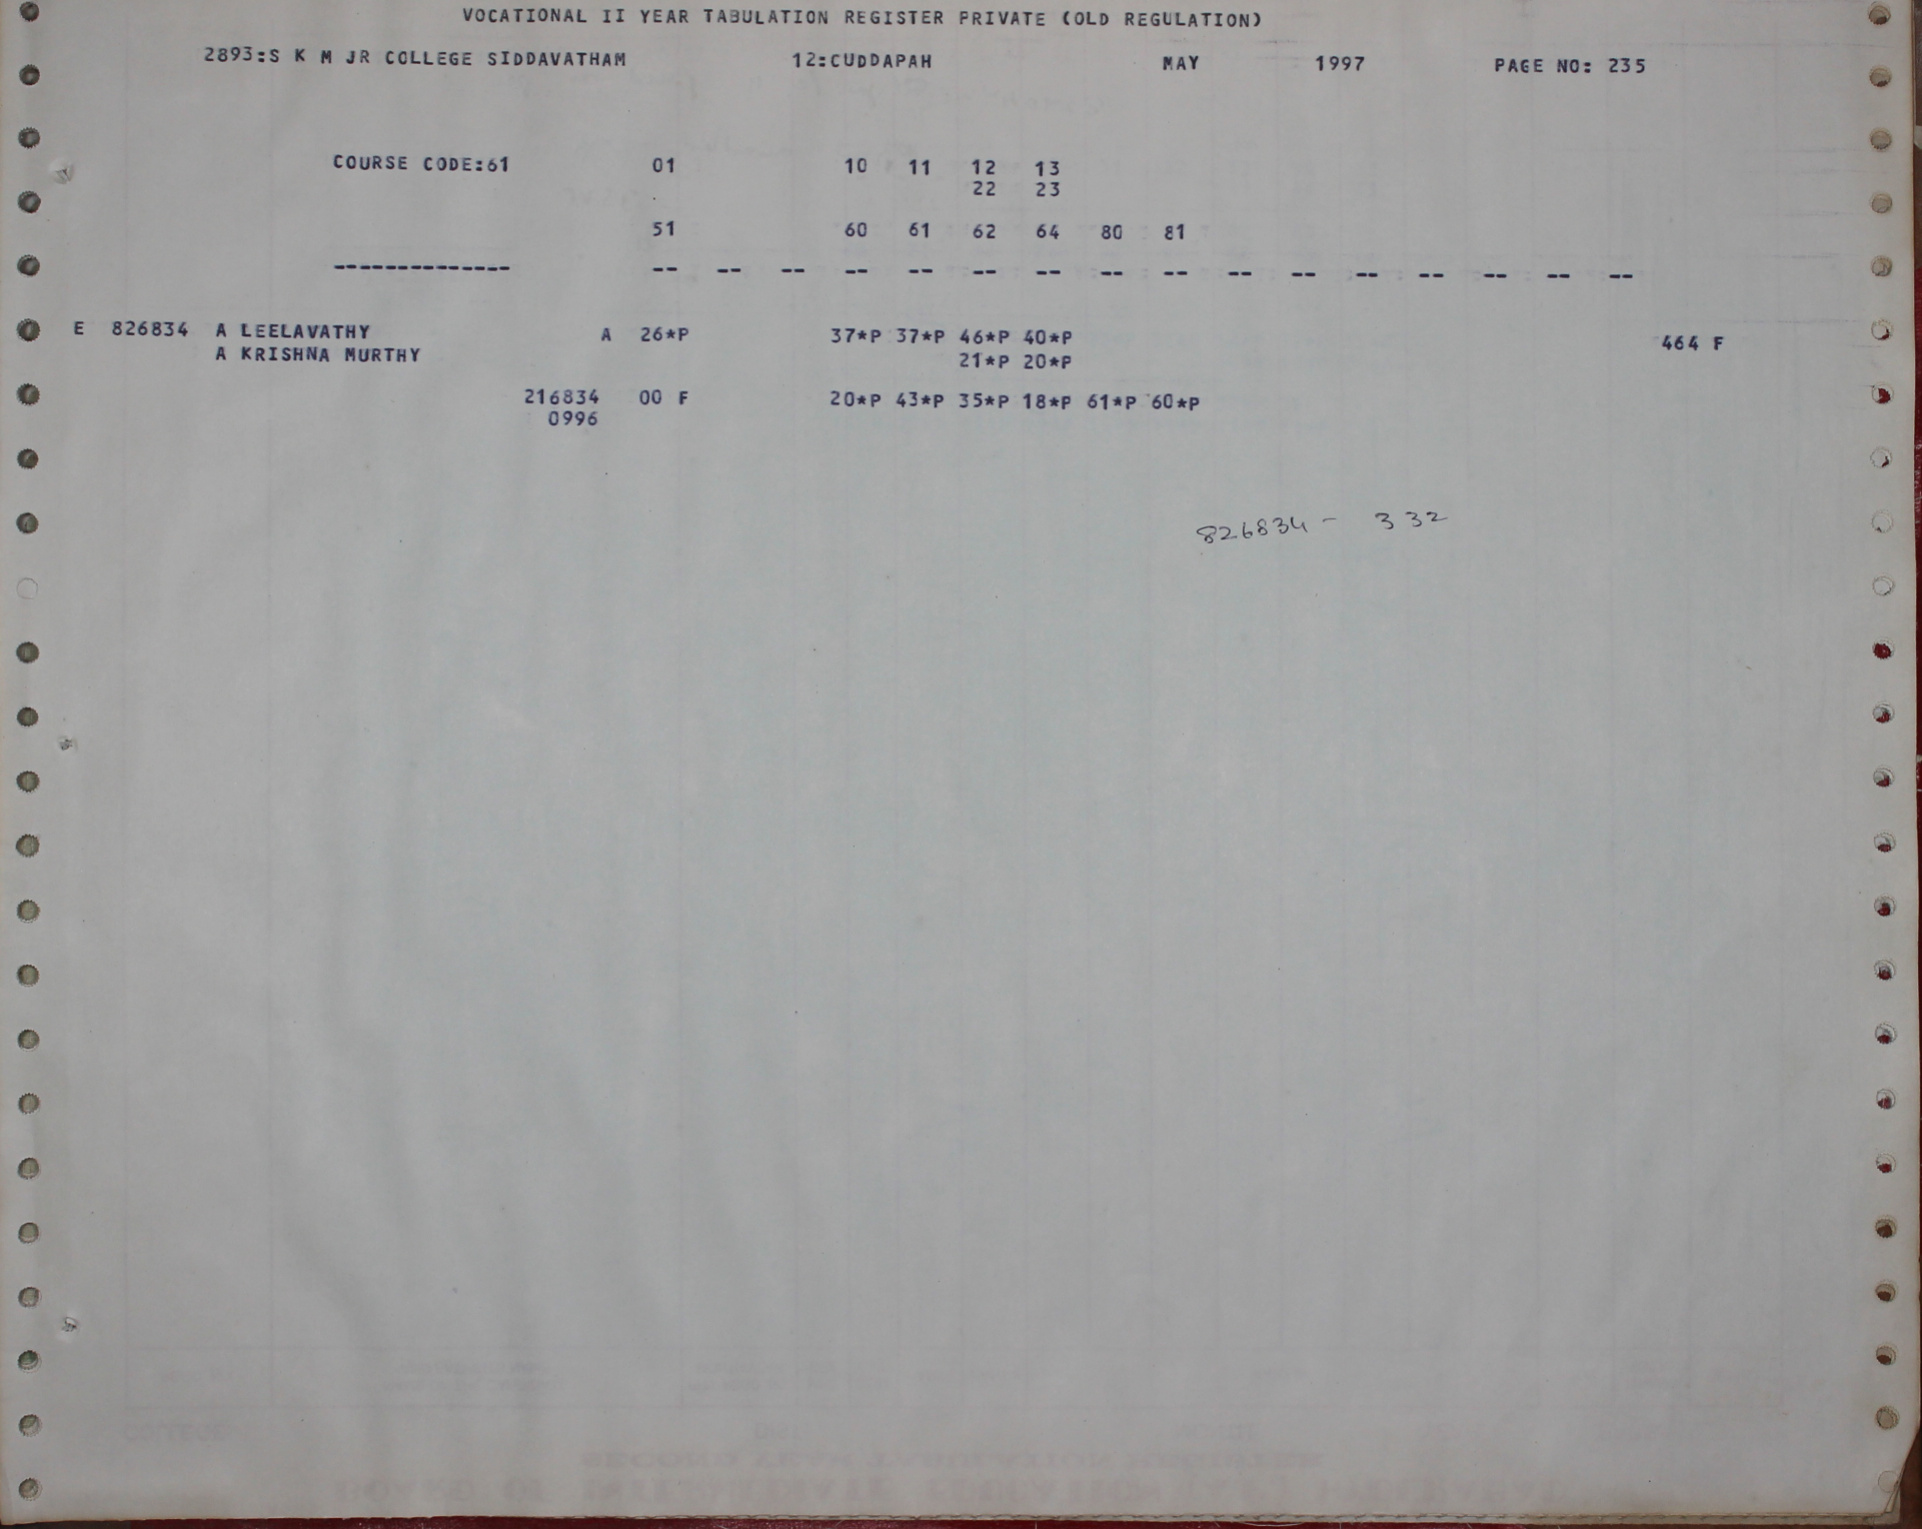 VOCATIONAL II YEAR TABULATION REGISTER PRIVATE (OLD REGULATION)
2893:S K M JR COLLEGE SIDDAVATHAM 12:CUDDAPAH MAY 1997 PAGE NO: 235
COURSE CODE:61 01 10 11 12 13
22 23
51 60 61 62 64 80 81
-------------- -- -- -- -- -- -- -- -- -- -- -- -- -- -- -- --
E 826834 A LEELAVATHY A 26*P 37*P 37*P 46*P 40*P 464 F
A KRISHNA MURTHY 21*P 20*P
216834 00 F 20*P 43*P 35*P 18*P 61*P 60*P
0996
826834 - 332